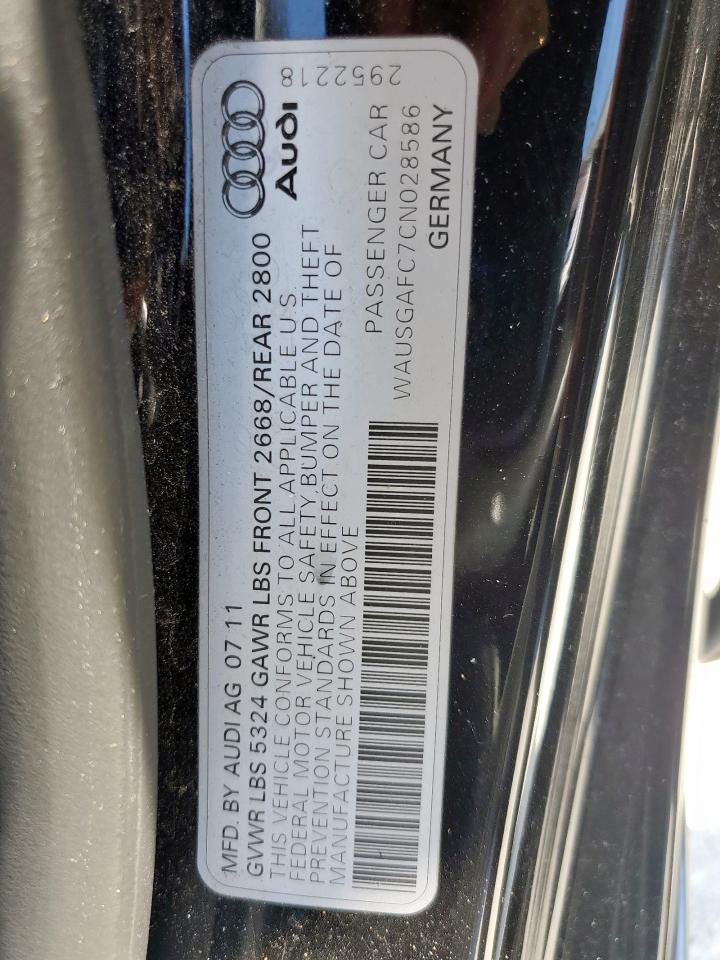 MFD. BY AUDI AG 07 11
GVWR LBS 5324 GAWR LBS FRONT 2668/REAR 2800
THIS VEHICLE CONFORMS TO ALL APPLICABLE U S
FEDERAL MOTOR VEHICLE SAFETY, BUMPER AND THEFT
PREVENTION STANDARDS IN EFFECT ON THE DATE OF
MANUFACTURE SHOWN ABOVE
PASSENGER CAR
WAUSGAFC7CN028586
GERMANY
Audi
2952218